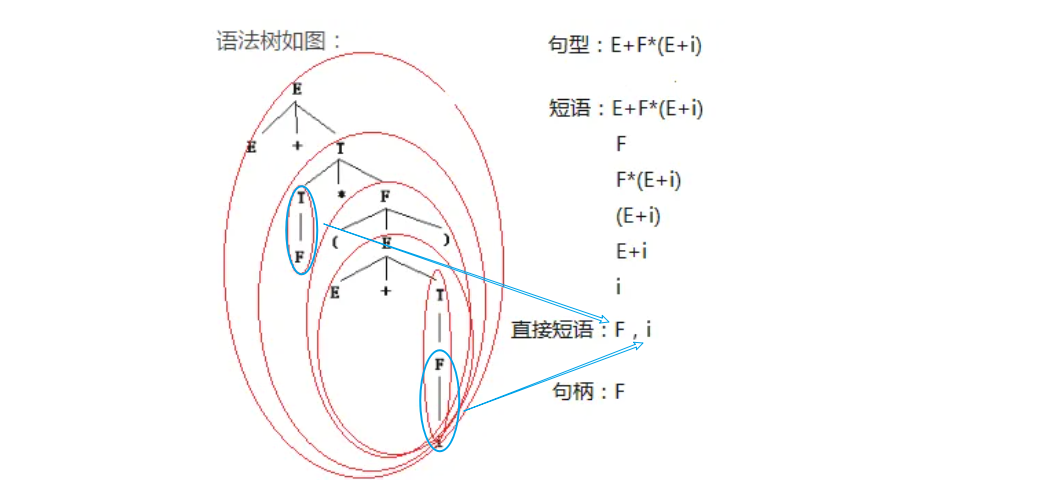 语法树如图：
句型：E+F*(E+i)
E
短语：E+F*(E+i)
E + T
F
T * F
F*(E+i)
(E+i)
( E )
E+i
F
E + T
i
直接短语：F , i
F
句柄：F
i